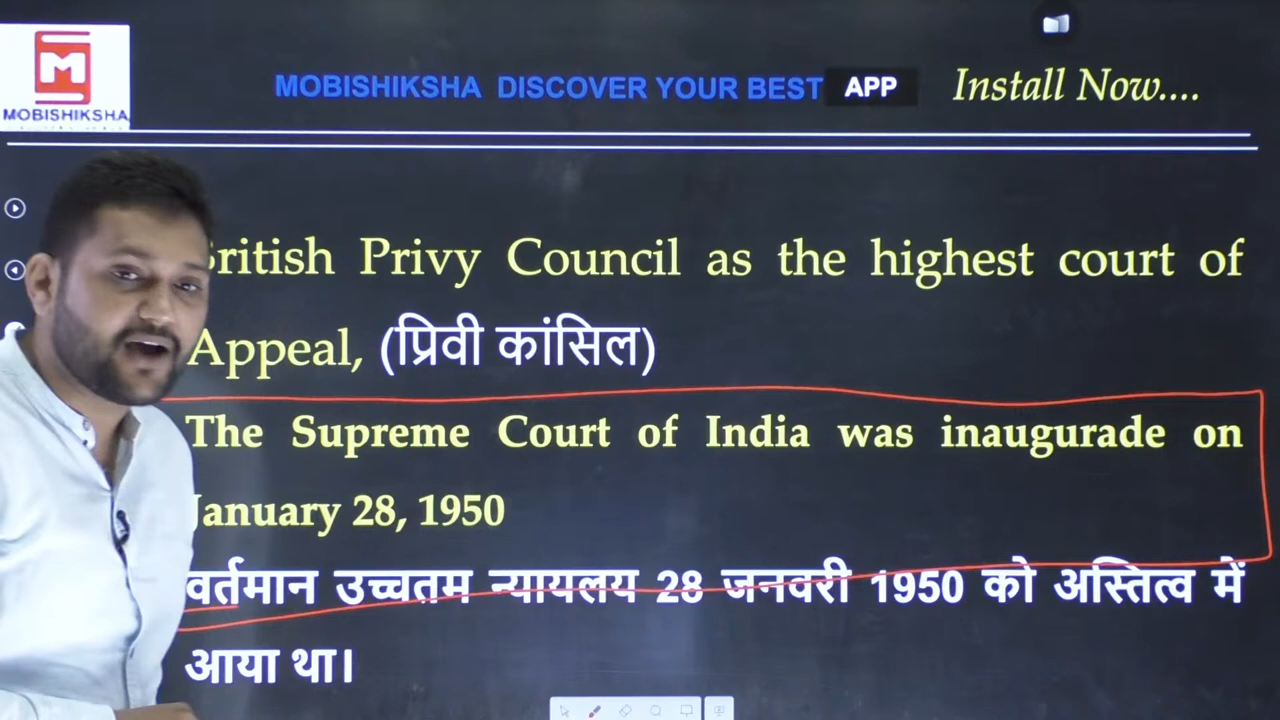 MOBISHIKSHA
MOBISHIKSHA DISCOVER YOUR BEST APP Install Now....
British Privy Council as the highest court of
Appeal, (प्रिवी कांसिल)
The Supreme Court of India was inaugurade on
January 28, 1950
वर्तमान उच्चतम न्यायलय 28 जनवरी 1950 को अस्तित्व में
आया था।